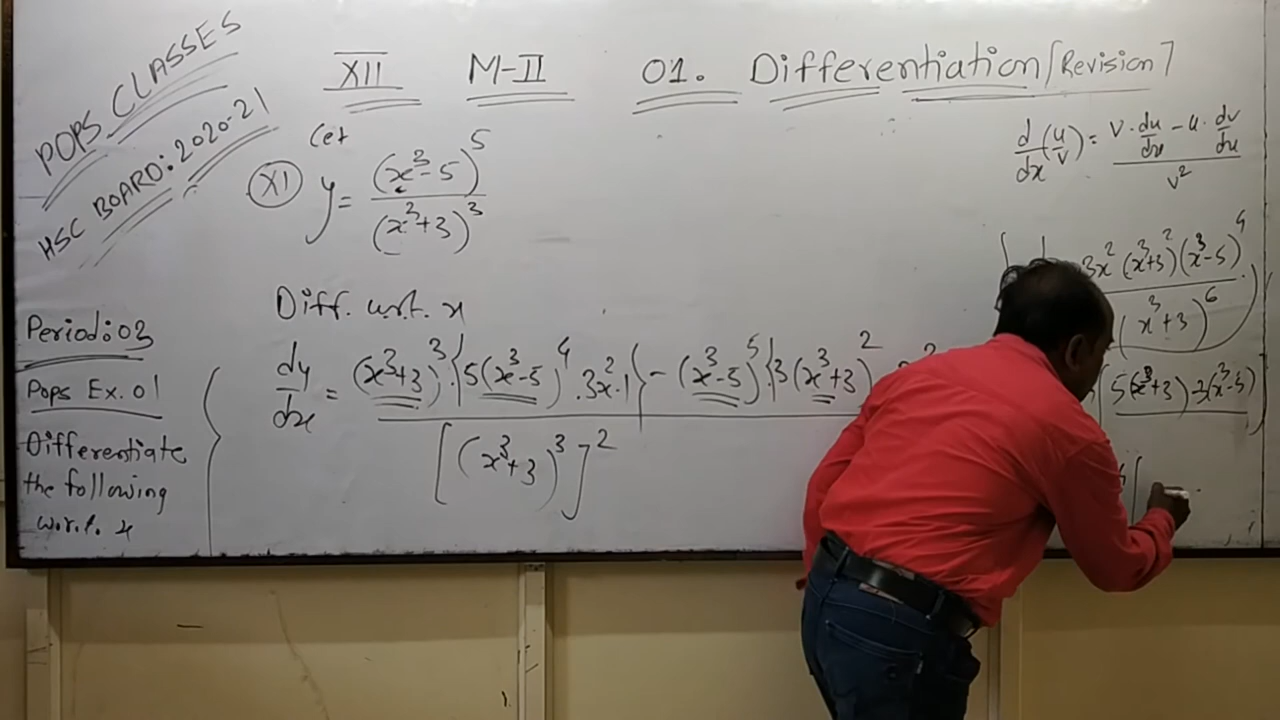 POPS CLASSES
HSC BOARD: 2020-21
XII M-II 01. Differentiation [Revision]
d/dx (u/v) = (v · du/dx - u · dv/dx) / v²
Let
(XI) y = (x³-5)⁵ / (x³+3)³
Diff. w.r.t. x
dy/dx = (x³+3)³ · {5(x³-5)⁴ · 3x² · 1} - (x³-5)⁵ {3(x³+3)²
[(x³+3)³]²
3x² (x³+3)² (x³-5)⁴
(x³+3)⁶
5(x³+3) - 3(x³-5)
Period: 03
Pops Ex. 01
Differentiate
the following
w.r.t. x